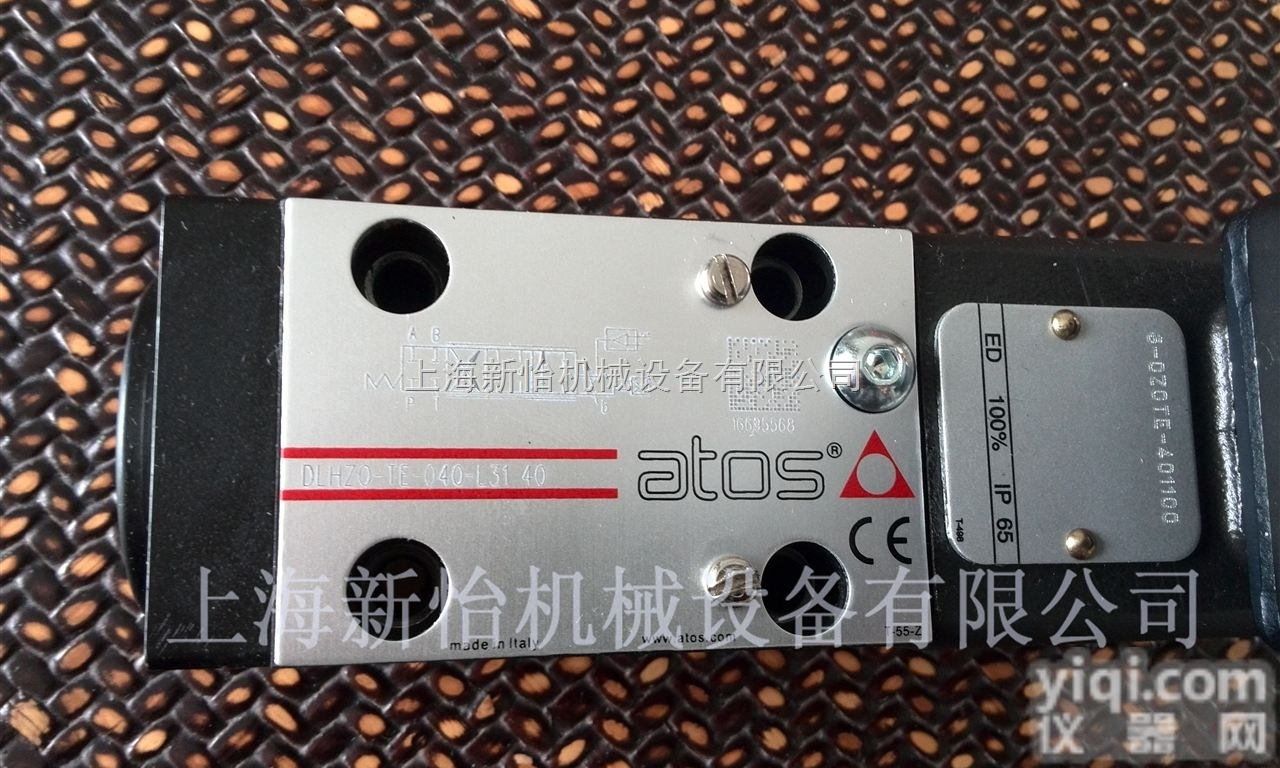 A B
P T
G
上海新怡机械设备有限公司
16685568
DLHZO-TE-040-L31 40
atos®
CE
ED 100% IP 65
T-498
上海新怡机械设备有限公司
made in Italy
www.atos.com
T-55-Z
yiqi.com
仪器网